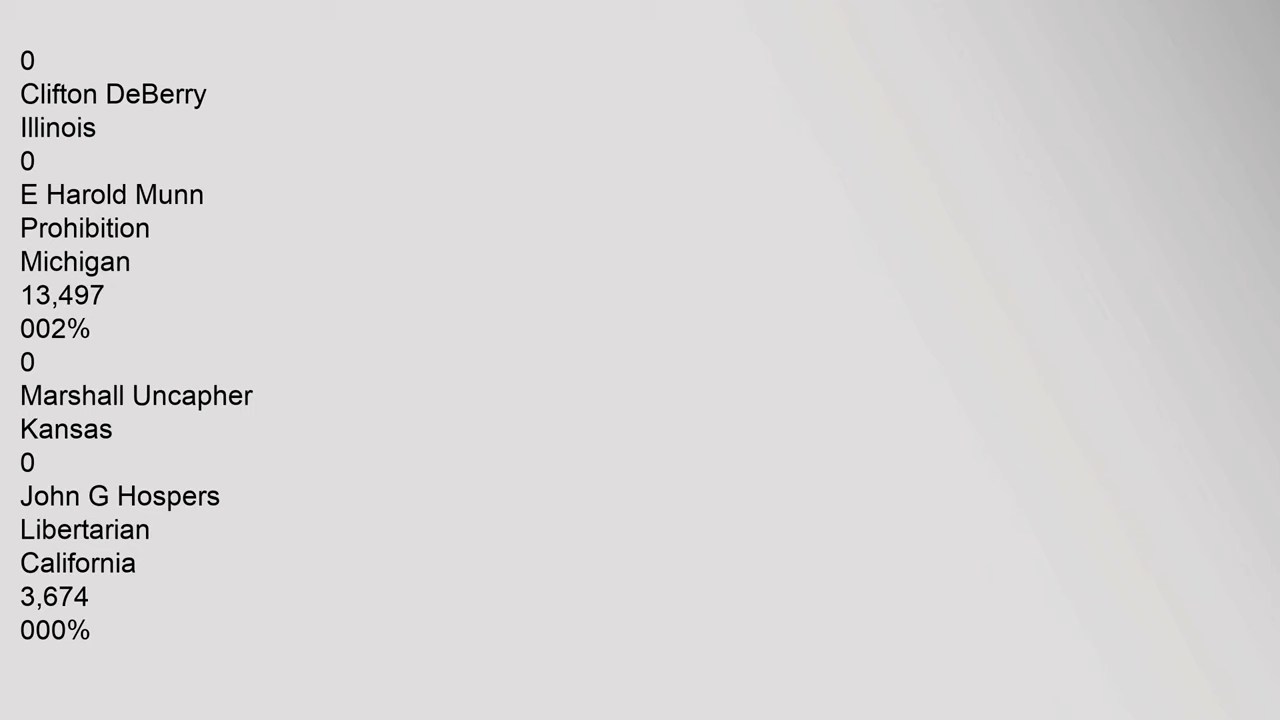 0
Clifton DeBerry
Illinois
0
E Harold Munn
Prohibition
Michigan
13,497
002%
0
Marshall Uncapher
Kansas
0
John G Hospers
Libertarian
California
3,674
000%